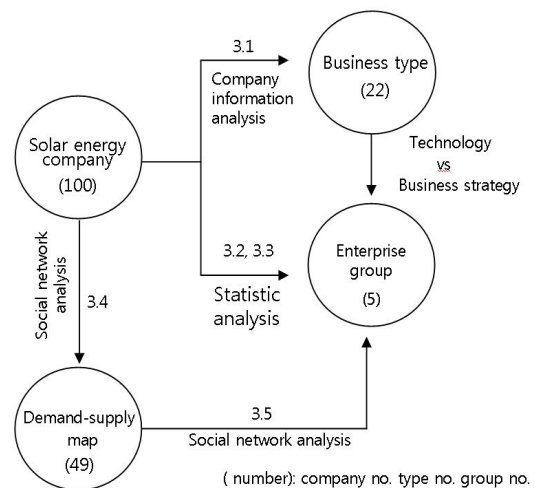 3.1
Company
information
analysis
Business type
(22)
Solar energy
company
(100)
Technology
vs
Business strategy
3.2, 3.3
Statistic
analysis
Enterprise
group
(5)
Social network
analysis
3.4
Demand-supply
map
(49)
3.5
Social network analysis
( number): company no. type no. group no.